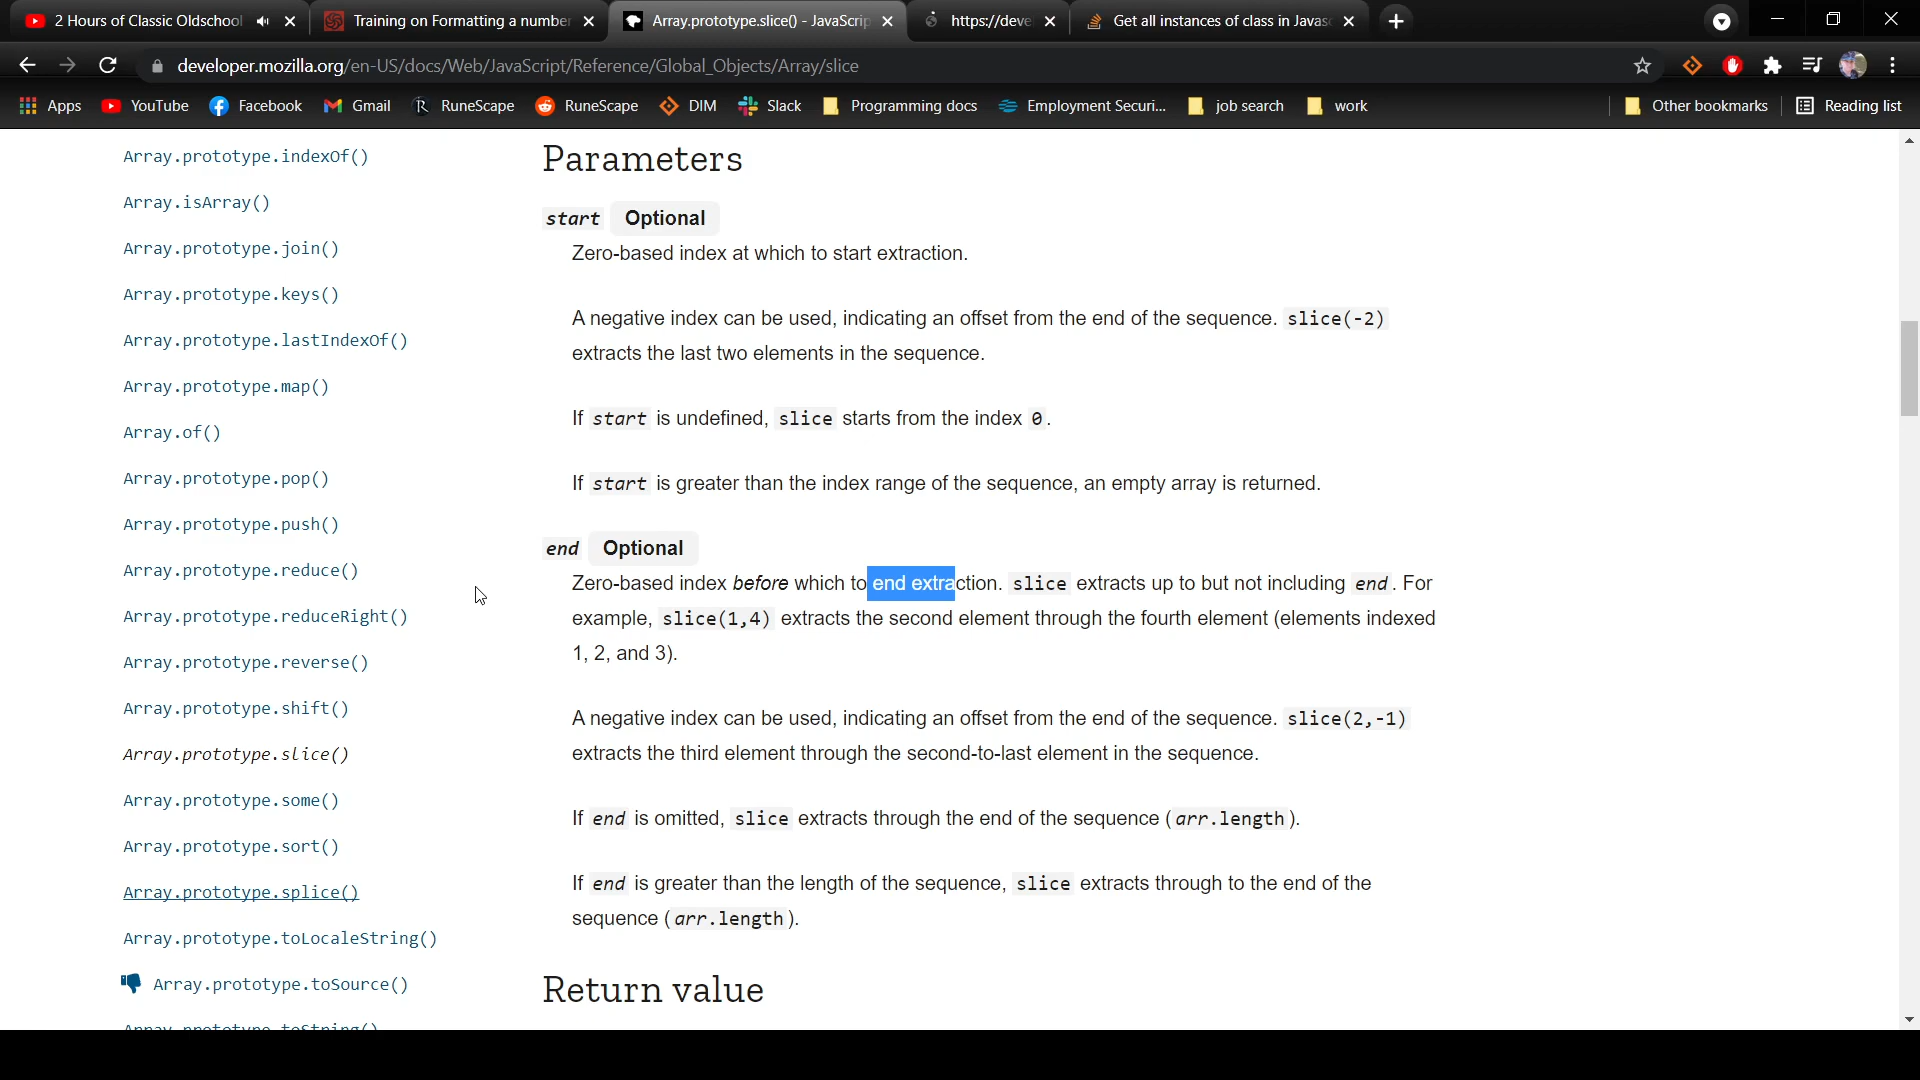 2 Hours of Classic Oldschool
Training on Formatting a number
Array.prototype.slice() - JavaScrip
https://deve
Get all instances of class in Javasc
developer.mozilla.org/en-US/docs/Web/JavaScript/Reference/Global_Objects/Array/slice
Apps YouTube Facebook Gmail RuneScape RuneScape DIM Slack Programming docs Employment Securi... job search work Other bookmarks Reading list
Array.prototype.indexOf()
Array.isArray()
Array.prototype.join()
Array.prototype.keys()
Array.prototype.lastIndexOf()
Array.prototype.map()
Array.of()
Array.prototype.pop()
Array.prototype.push()
Array.prototype.reduce()
Array.prototype.reduceRight()
Array.prototype.reverse()
Array.prototype.shift()
Array.prototype.slice()
Array.prototype.some()
Array.prototype.sort()
Array.prototype.splice()
Array.prototype.toLocaleString()
Array.prototype.toSource()
Array.prototype.toString()
Parameters
start Optional
Zero-based index at which to start extraction.
A negative index can be used, indicating an offset from the end of the sequence. slice(-2)
extracts the last two elements in the sequence.
If start is undefined, slice starts from the index 0.
If start is greater than the index range of the sequence, an empty array is returned.
end Optional
Zero-based index before which to end extraction. slice extracts up to but not including end. For
example, slice(1,4) extracts the second element through the fourth element (elements indexed
1, 2, and 3).
A negative index can be used, indicating an offset from the end of the sequence. slice(2,-1)
extracts the third element through the second-to-last element in the sequence.
If end is omitted, slice extracts through the end of the sequence (arr.length).
If end is greater than the length of the sequence, slice extracts through to the end of the
sequence (arr.length).
Return value